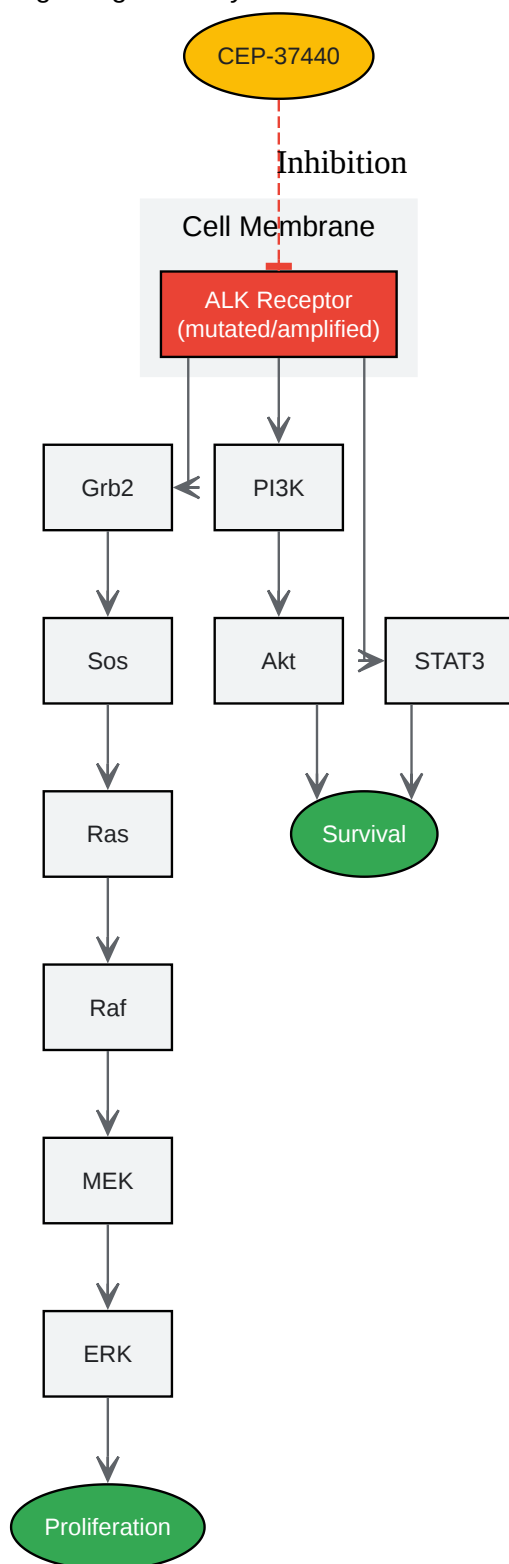 CEP-37440
Inhibition
Cell Membrane
ALK Receptor
(mutated/amplified)
Grb2
PI3K
Sos
Akt
STAT3
Ras
Survival
Raf
MEK
ERK
Proliferation